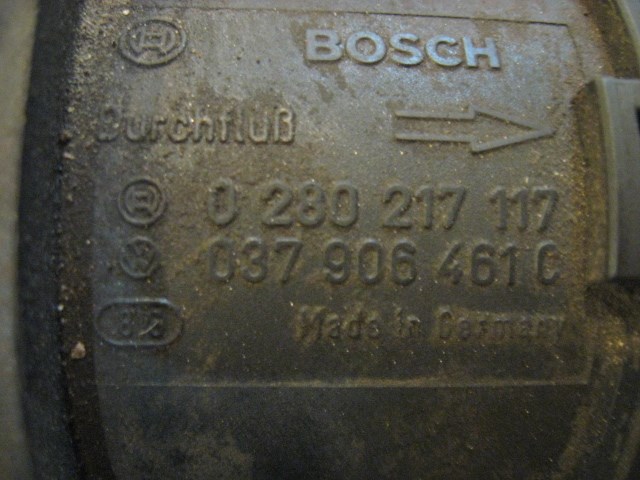 BOSCH
Durchfluß
0 280 217 117
037 906 461 C
Made in Germany